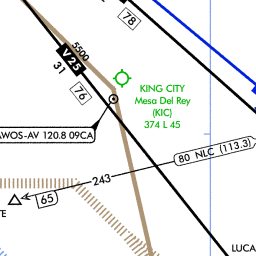 78
5500
V25
31
76
KING CITY
Mesa Del Rey
(KIC)
374 L 45
AWOS-AV 120.8 09CA
80 NLC (113.3)
243
65
TE
LUCA